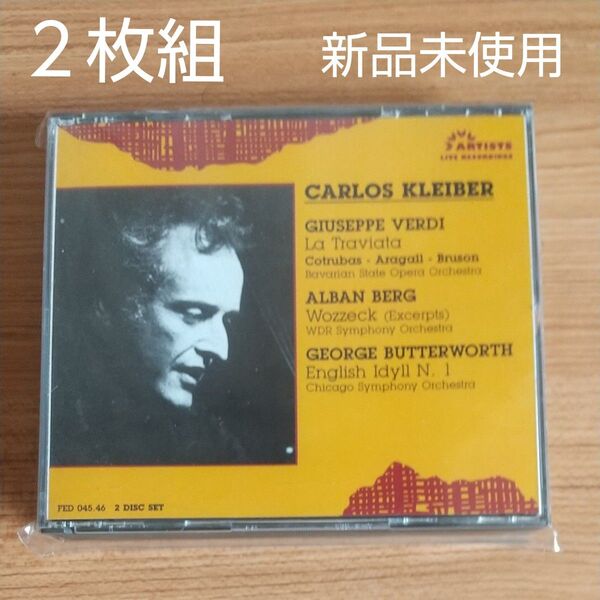 ２枚組 新品未使用
ARTISTS
LIVE RECORDINGS
CARLOS KLEIBER
GIUSEPPE VERDI
La Traviata
Cotrubas - Aragall - Bruson
Bavarian State Opera Orchestra
ALBAN BERG
Wozzeck (Excerpts)
WDR Symphony Orchestra
GEORGE BUTTERWORTH
English Idyll N. 1
Chicago Symphony Orchestra
FED 045.46 2 DISC SET